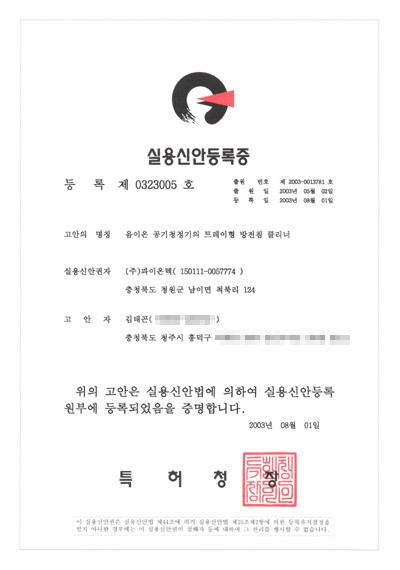 실용신안등록증
등 록 제 0323005 호
출원 번호 제 2003-0013781 호
출 원 일 2003년 05월 02일
등 록 일 2003년 08월 01일
고안의 명칭 음이온 공기청정기의 트레이형 방전침 클리너
실용신안권자 (주)파이온텍( 150111-0057774 )
충청북도 청원군 남이면 척북리 124
고 안 자 김태곤( )
충청북도 청주시 흥덕구
위의 고안은 실용신안법에 의하여 실용신안등록
원부에 등록되었음을 증명합니다.
2003년 08월 01일
특 허 청 장
이 실용신안권은 실용신안법 제44조에 의거 실용신안법 제25조제2항에 의한 등록유지결정을
받지 아니한 경우에는 이 실용신안권의 침해자 등에 대하여 그 권리를 행사할 수 없습니다.